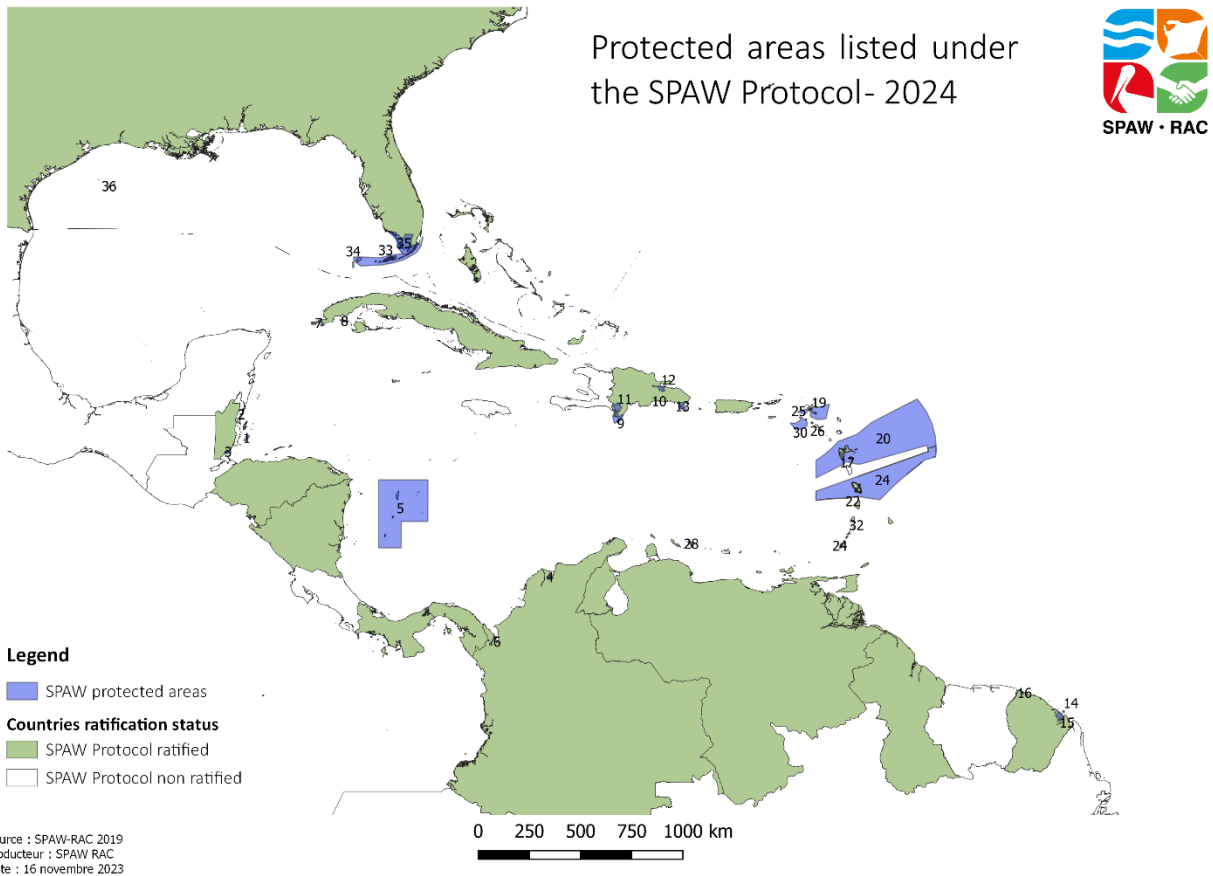 Protected areas listed under
the SPAW Protocol- 2024
SPAW · RAC
36
34
33
35
7
8
12
11
10
13
9
19
25
30
26
20
17
24
22
32
24
28
2
1
3
5
4
6
16
14
15
Legend
SPAW protected areas
Countries ratification status
SPAW Protocol ratified
SPAW Protocol non ratified
0 250 500 750 1000 km
urce : SPAW-RAC 2019
oducteur : SPAW RAC
te : 16 novembre 2023